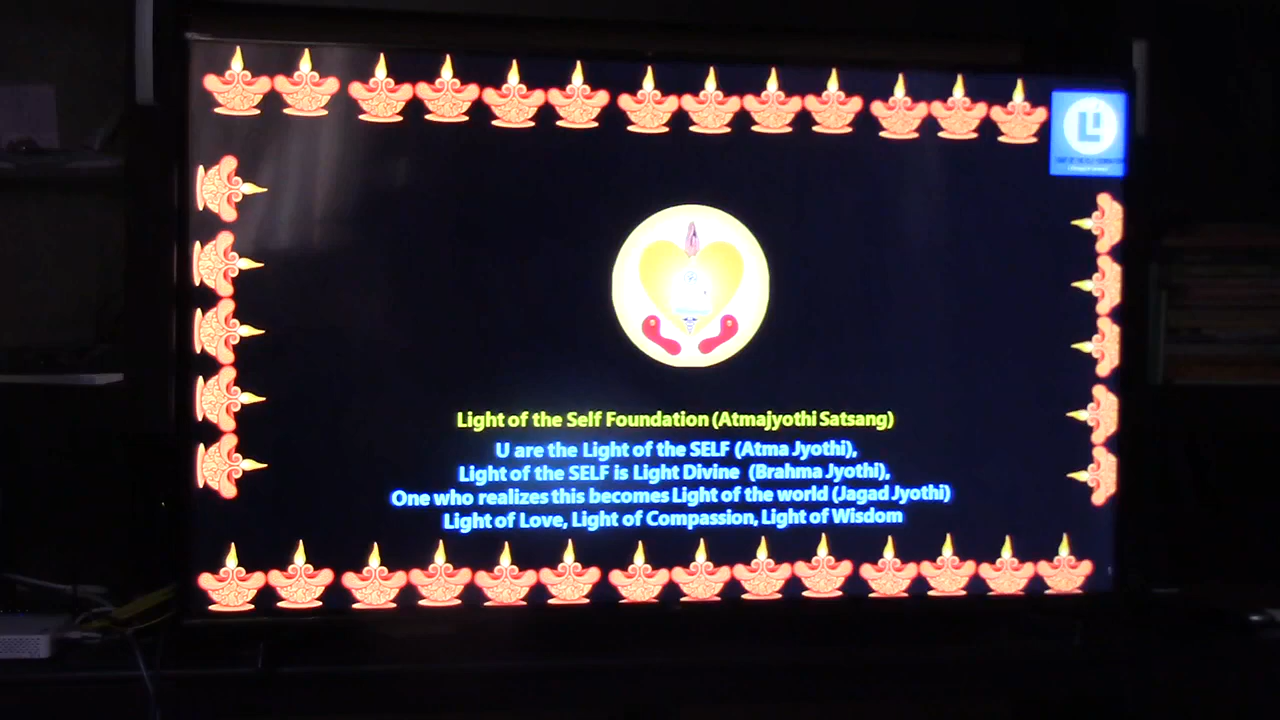 Light of the Self Foundation (Atmajyothi Satsang)
U are the Light of the SELF (Atma Jyothi),
Light of the SELF is Light Divine (Brahma Jyothi),
One who realizes this becomes Light of the world (Jagad Jyothi)
Light of Love, Light of Compassion, Light of Wisdom